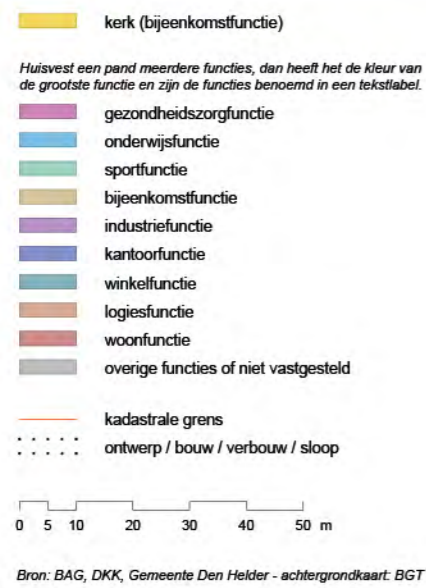 kerk (bijeenkomstfunctie)
Huisvest een pand meerdere functies, dan heeft het de kleur van
de grootste functie en zijn de functies benoemd in een tekstlabel.
gezondheidszorgfunctie
onderwijsfunctie
sportfunctie
bijeenkomstfunctie
industriefunctie
kantoorfunctie
winkelfunctie
logiesfunctie
woonfunctie
overige functies of niet vastgesteld
kadastrale grens
ontwerp / bouw / verbouw / sloop
0 5 10 20 30 40 50 m
Bron: BAG, DKK, Gemeente Den Helder - achtergrondkaart: BGT